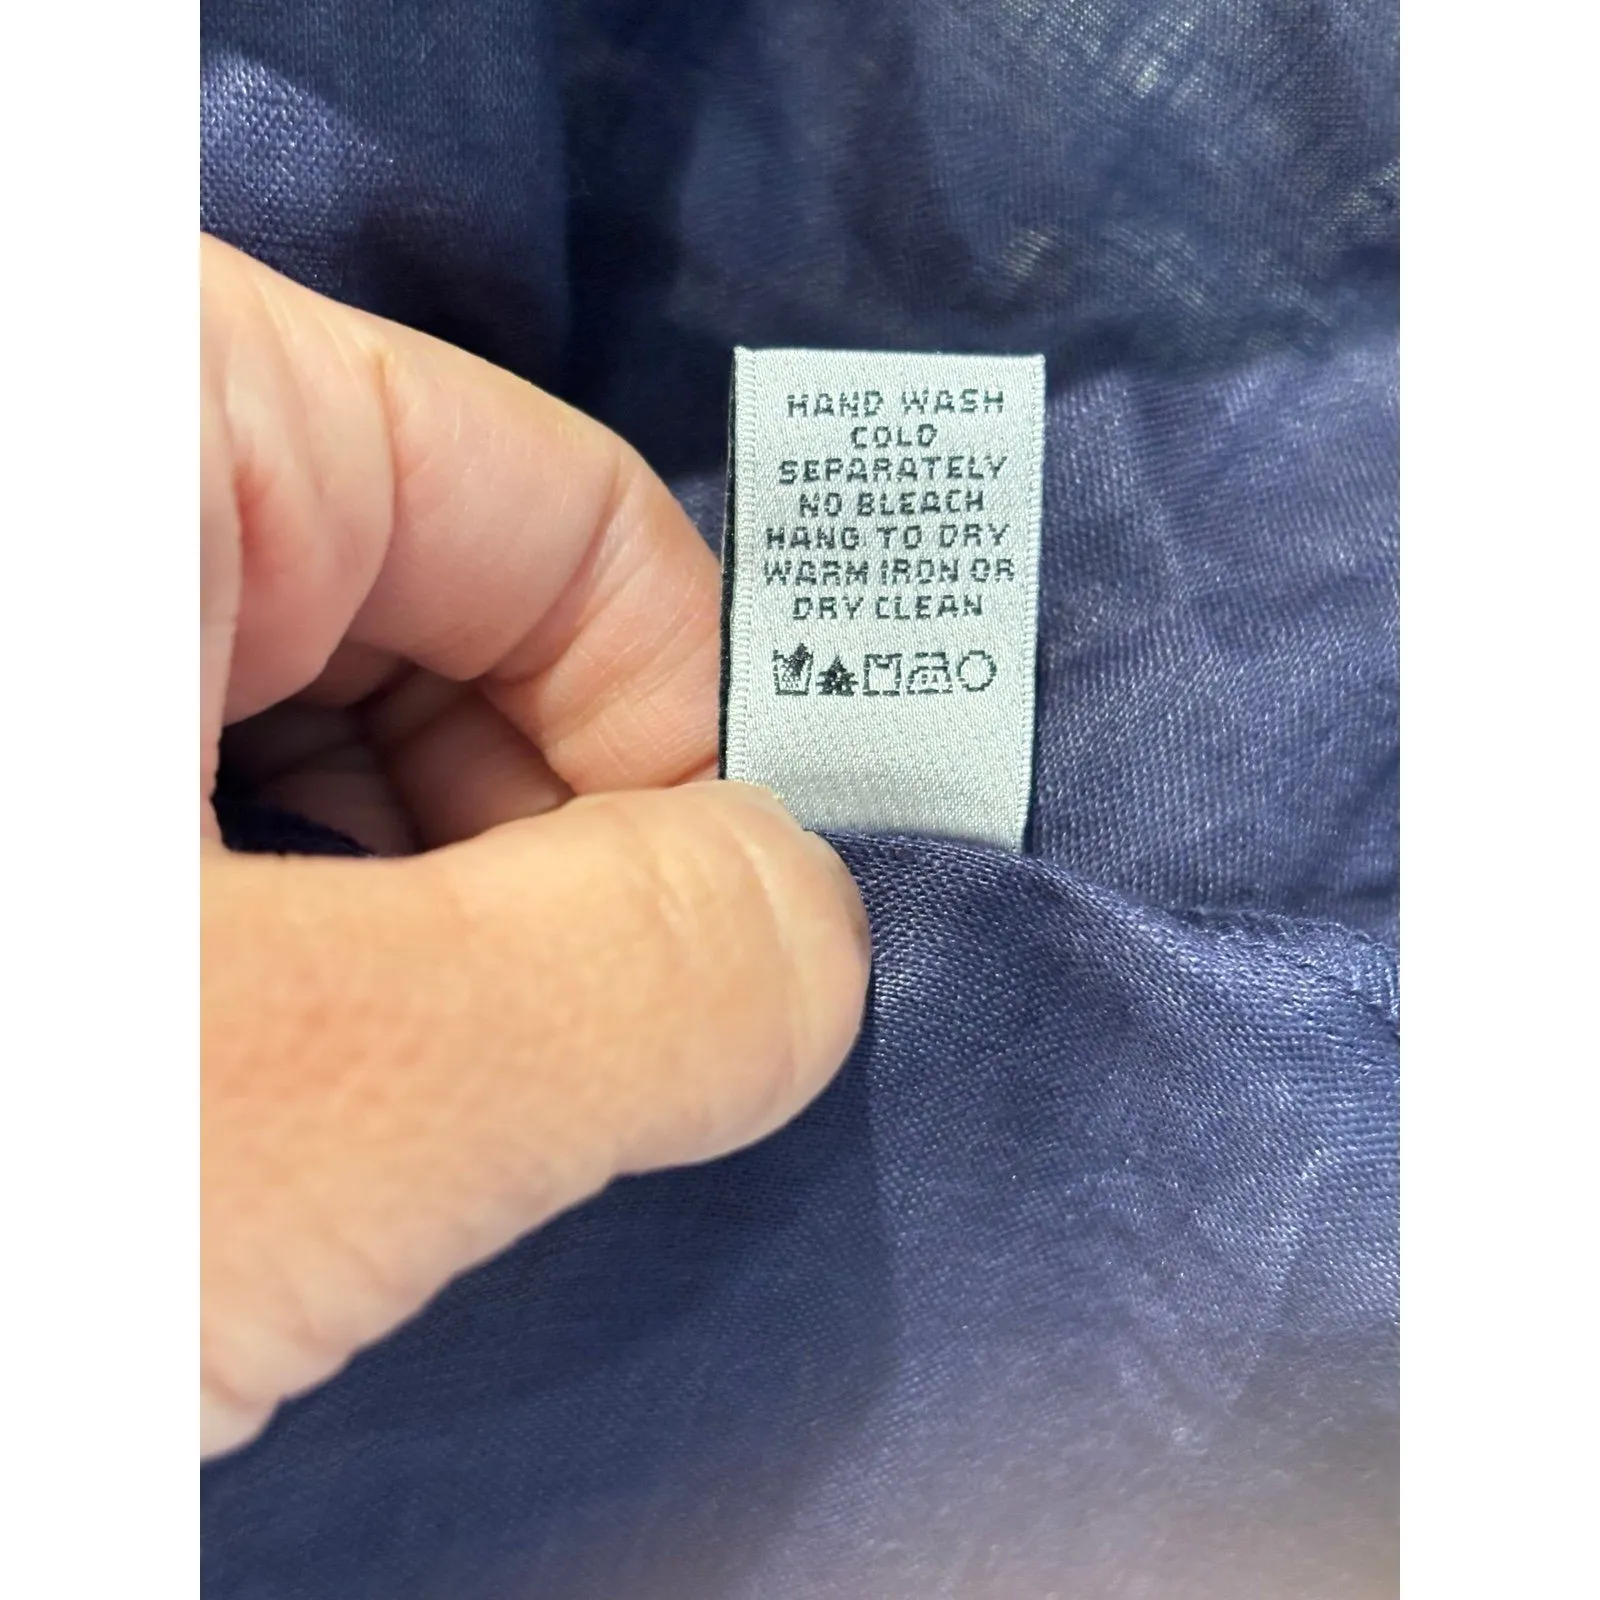 HAND WASH
COLD
SEPARATELY
NO BLEACH
HANG TO DRY
WARM IRON OR
DRY CLEAN